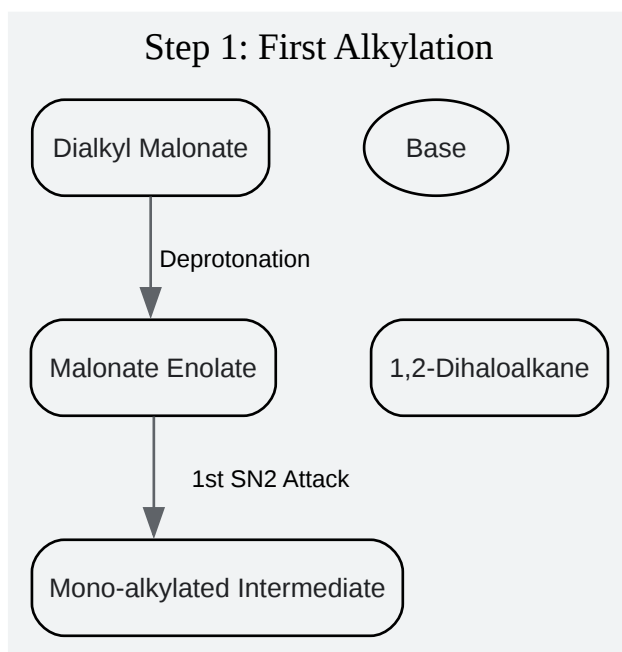 Step 1: First Alkylation
Dialkyl Malonate
Base
Deprotonation
Malonate Enolate
1,2-Dihaloalkane
1st SN2 Attack
Mono-alkylated Intermediate